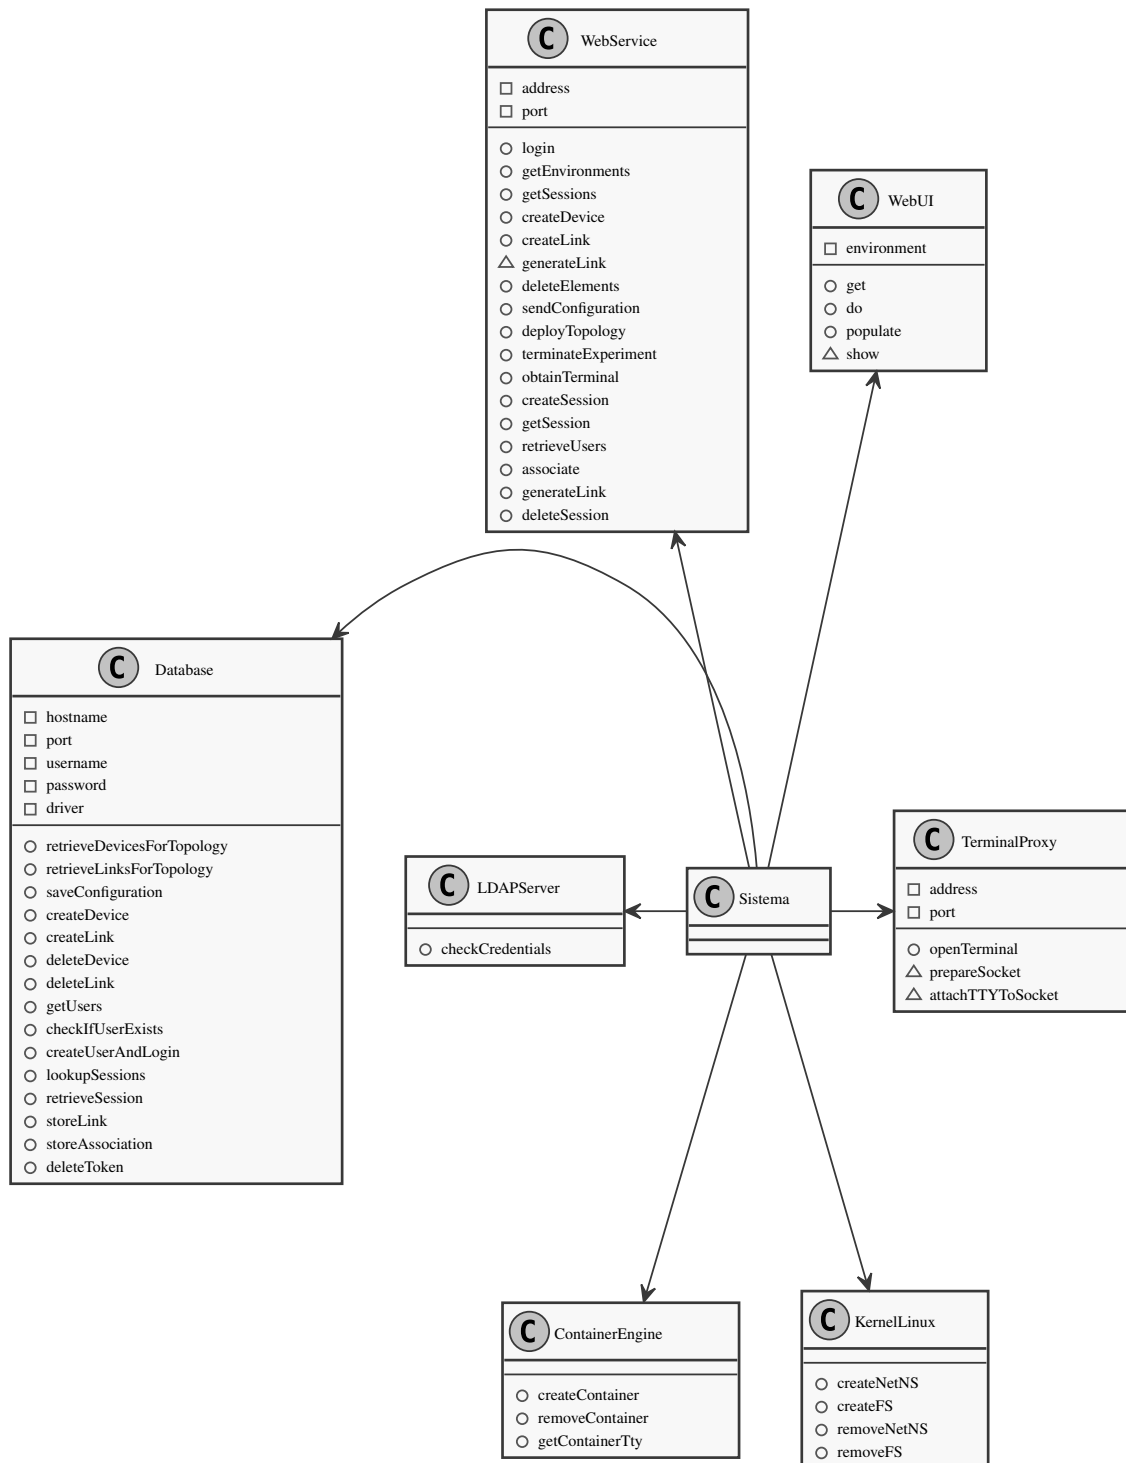 C WebService
address
port
login
getEnvironments
getSessions
createDevice
createLink
generateLink
deleteElements
sendConfiguration
deployTopology
terminateExperiment
obtainTerminal
createSession
getSession
retrieveUsers
associate
generateLink
deleteSession
C WebUI
environment
get
do
populate
show
C Database
hostname
port
username
password
driver
retrieveDevicesForTopology
retrieveLinksForTopology
saveConfiguration
createDevice
createLink
deleteDevice
deleteLink
getUsers
checkIfUserExists
createUserAndLogin
lookupSessions
retrieveSession
storeLink
storeAssociation
deleteToken
C LDAPServer
checkCredentials
C Sistema
C TerminalProxy
address
port
openTerminal
prepareSocket
attachTTYToSocket
C ContainerEngine
createContainer
removeContainer
getContainerTty
C KernelLinux
createNetNS
createFS
removeNetNS
removeFS